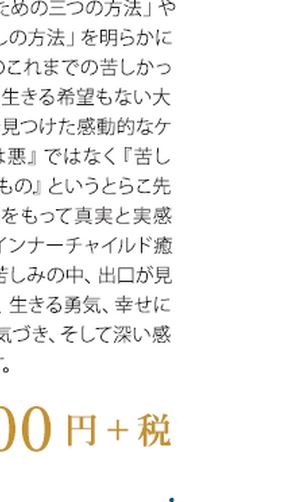 ための三つの方法」や
しの方法」を明らかに
のこれまでの苦しかっ
生きる希望もない大
見つけた感動的なケ
は悪』ではなく『苦し
もの』というとらこ先
をもって真実と実感
インナーチャイルド癒
苦しみの中、出口が見
、生きる勇気、幸せに
気づき、そして深い感
す。
00円+税